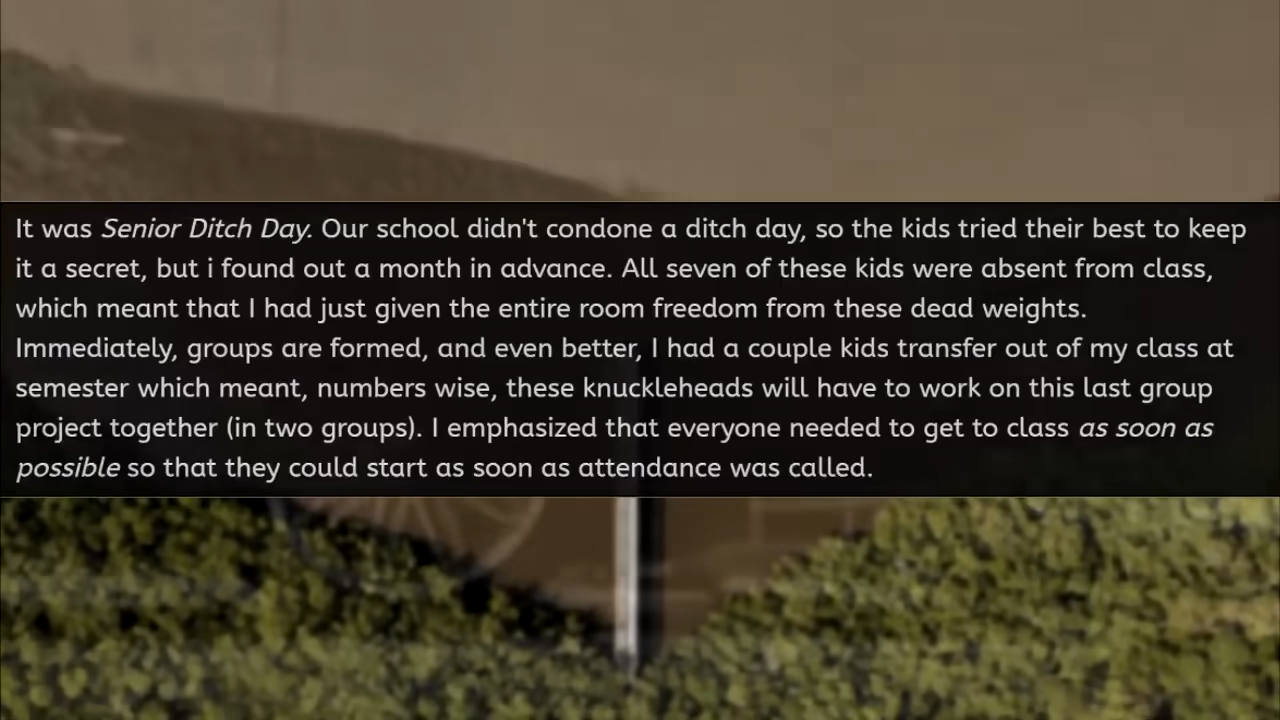 It was Senior Ditch Day. Our school didn't condone a ditch day, so the kids tried their best to keep
it a secret, but i found out a month in advance. All seven of these kids were absent from class,
which meant that I had just given the entire room freedom from these dead weights.
Immediately, groups are formed, and even better, I had a couple kids transfer out of my class at
semester which meant, numbers wise, these knuckleheads will have to work on this last group
project together (in two groups). I emphasized that everyone needed to get to class as soon as
possible so that they could start as soon as attendance was called.